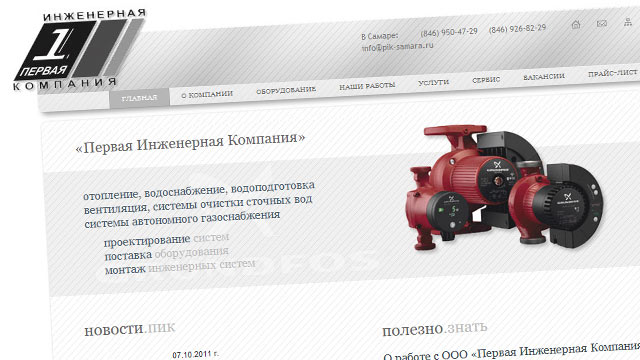 ИНЖЕНЕРНАЯ
1
ПЕРВАЯ
КОМПАНИЯ
В Самаре: (846) 950-47-29 (846) 926-82-29
info@pik-samara.ru
ГЛАВНАЯ О КОМПАНИИ ОБОРУДОВАНИЕ НАШИ РАБОТЫ УСЛУГИ СЕРВИС ВАКАНСИИ ПРАЙС-ЛИСТ
«Первая Инженерная Компания»
отопление, водоснабжение, водоподготовка
вентиляция, системы очистки сточных вод
системы автономного газоснабжения
проектирование систем
поставка оборудования
монтаж инженерных систем
новости.пик
полезно.знать
07.10.2011 г.
О работе с ООО «Первая Инженерная Компания